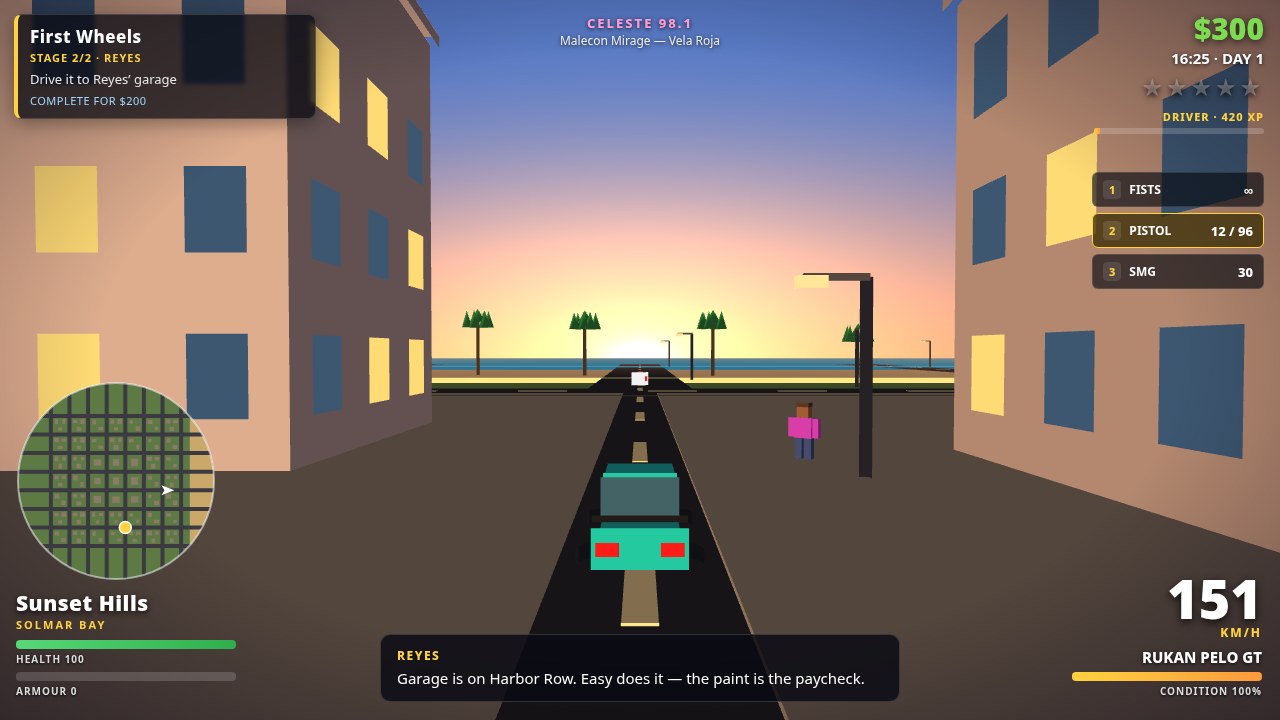 First Wheels
STAGE 2/2 · REYES
Drive it to Reyes’ garage
COMPLETE FOR $200
CELESTE 98.1
Malecon Mirage — Vela Roja
$300
16:25 · DAY 1
★★★★★
DRIVER · 420 XP
1 FISTS ∞
2 PISTOL 12 / 96
3 SMG 30
Sunset Hills
SOLMAR BAY
HEALTH 100
ARMOUR 0
REYES
Garage is on Harbor Row. Easy does it — the paint is the paycheck.
151
KM/H
RUKAN PELO GT
CONDITION 100%